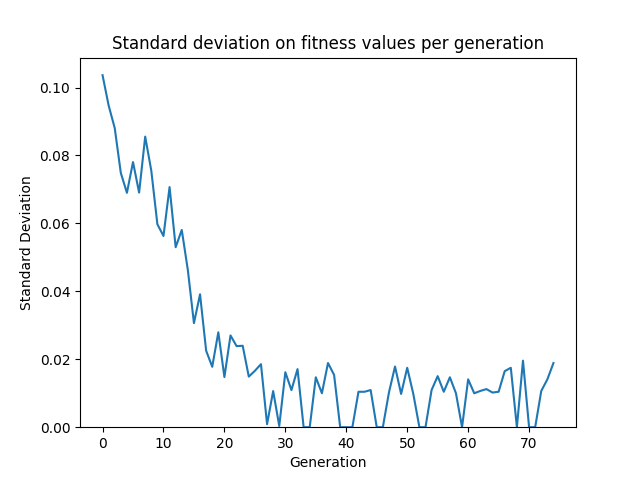 Standard deviation on fitness values per generation
0.10
0.08
0.06
0.04
0.02
0.00
Standard Deviation
0 10 20 30 40 50 60 70
Generation